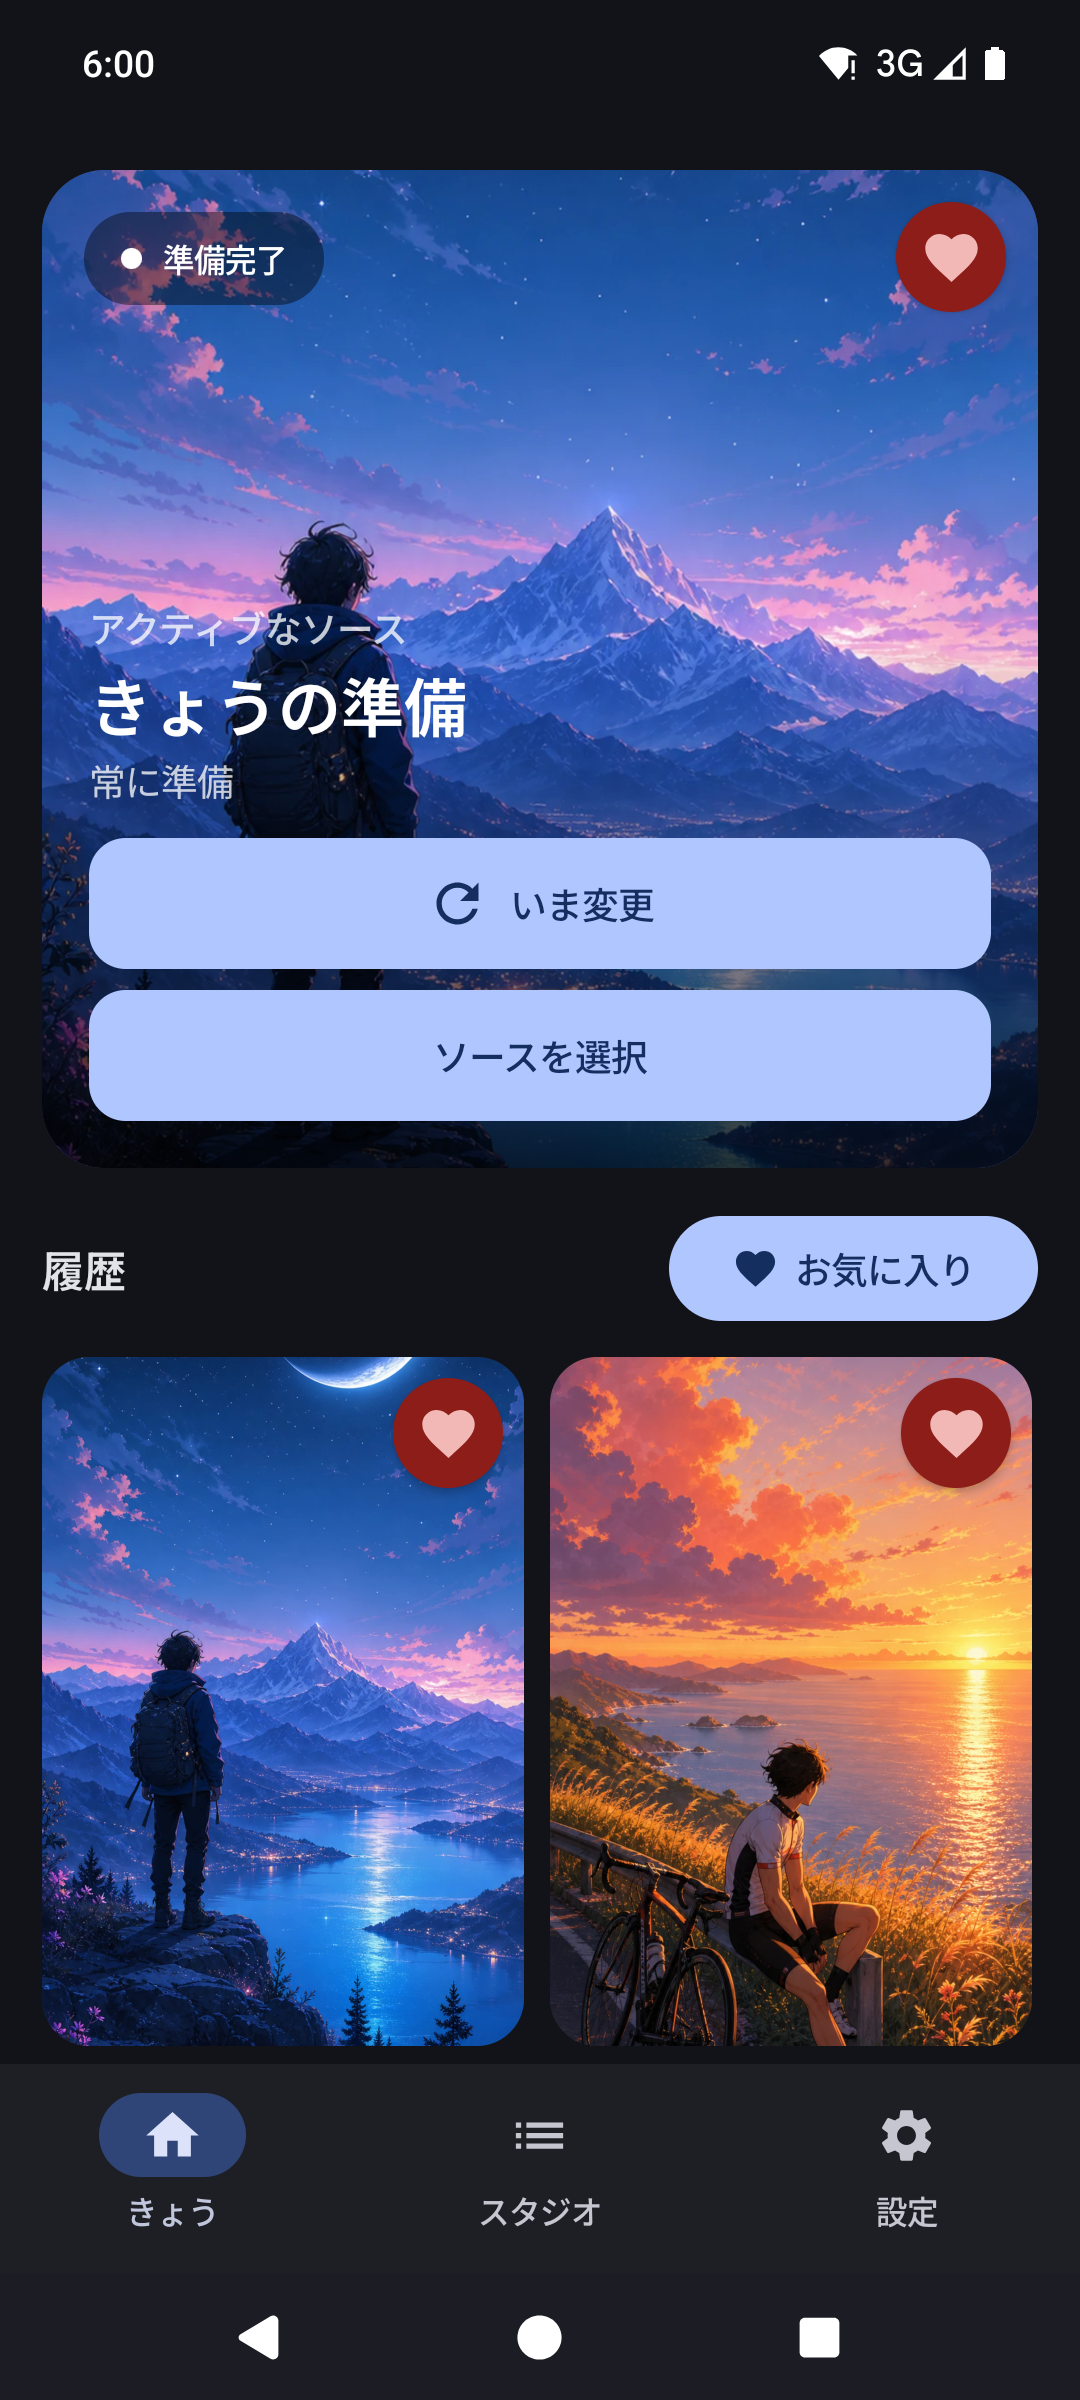 6:00
3G
準備完了
アクティブなソース
きょうの準備
常に準備
いま変更
ソースを選択
履歴
お気に入り
きょう
スタジオ
設定